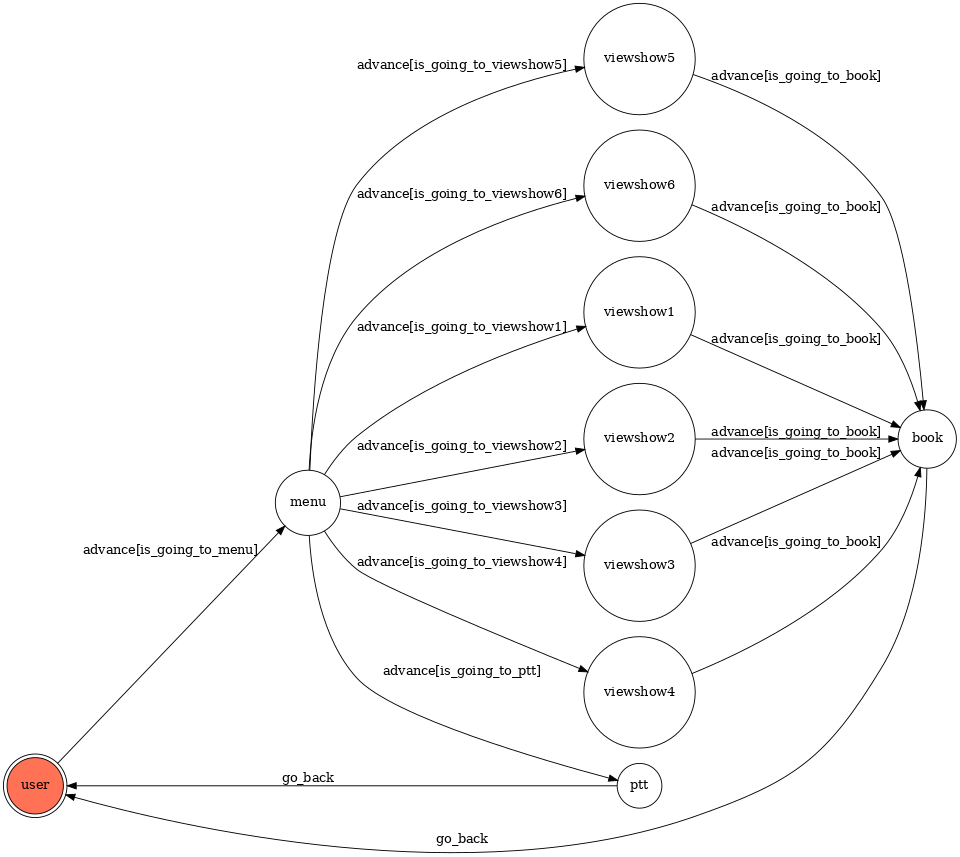 viewshow5
advance[is_going_to_viewshow5]
advance[is_going_to_book]
viewshow6
advance[is_going_to_viewshow6]
advance[is_going_to_book]
viewshow1
advance[is_going_to_viewshow1]
advance[is_going_to_book]
viewshow2
advance[is_going_to_viewshow2]
advance[is_going_to_book]
book
advance[is_going_to_book]
menu
advance[is_going_to_viewshow3]
viewshow3
advance[is_going_to_book]
advance[is_going_to_menu]
advance[is_going_to_viewshow4]
viewshow4
advance[is_going_to_ptt]
user
go_back
ptt
go_back